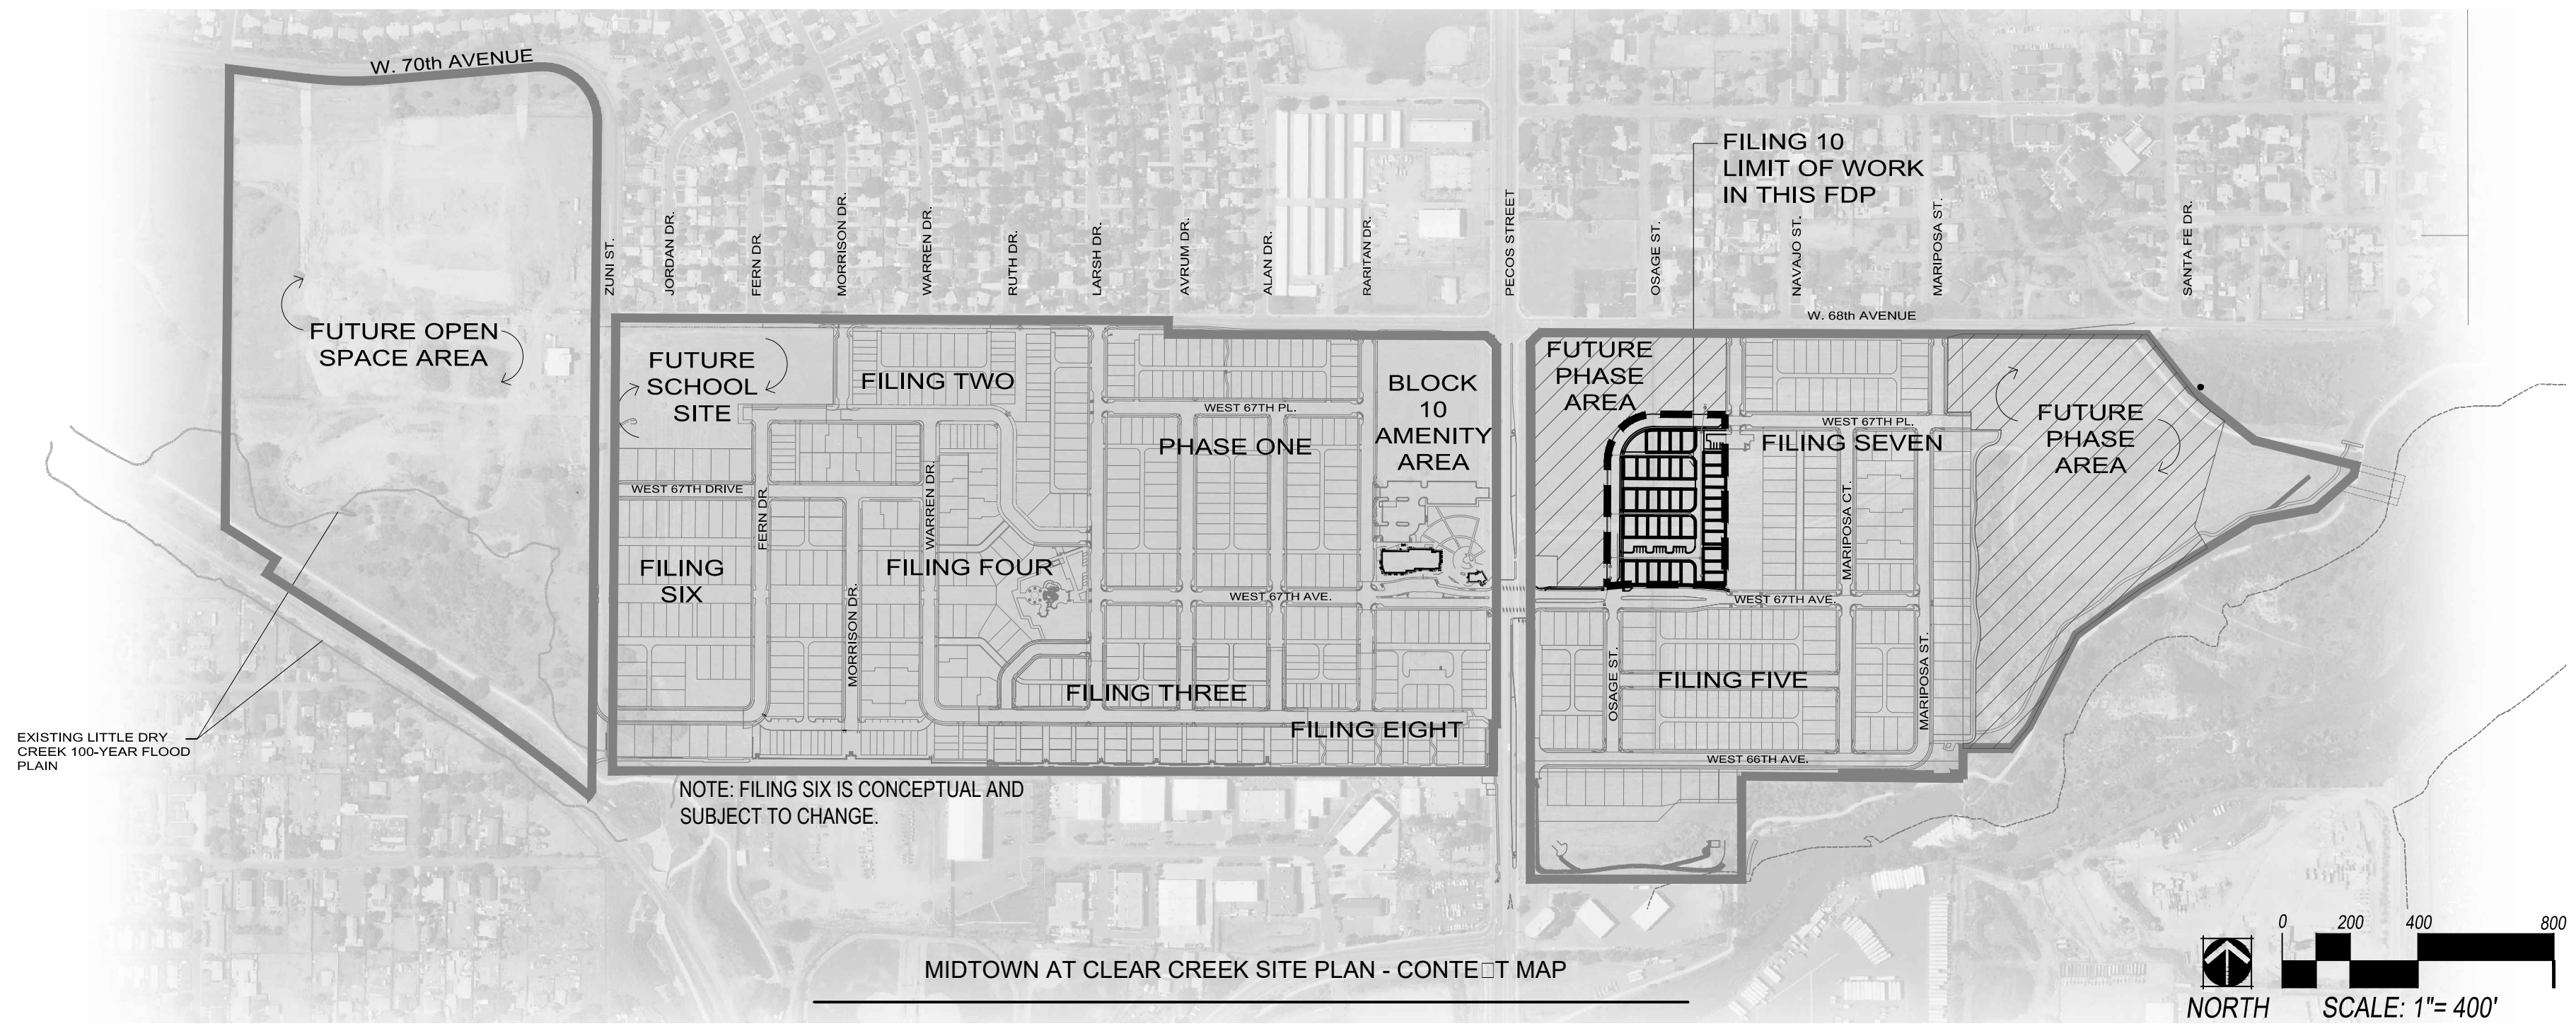 W. 70th AVENUE
FILING 10
LIMIT OF WORK
IN THIS FDP
ZUNI ST.
JORDAN DR.
FERN DR.
MORRISON DR.
WARREN DR.
RUTH DR.
LARSH DR.
AVRUM DR.
ALAN DR.
RARITAN DR.
PECOS STREET
OSAGE ST.
NAVAJO ST.
MARIPOSA ST.
SANTA FE DR.
W. 68th AVENUE
FUTURE OPEN
SPACE AREA
FUTURE
SCHOOL
SITE
FILING TWO
WEST 67TH PL.
PHASE ONE
BLOCK
10
AMENITY
AREA
FUTURE
PHASE
AREA
WEST 67TH PL.
FILING SEVEN
FUTURE
PHASE
AREA
WEST 67TH DRIVE
FERN DR.
WARREN DR.
MARIPOSA CT.
FILING
SIX
FILING FOUR
MORRISON DR.
WEST 67TH AVE.
WEST 67TH AVE.
OSAGE ST.
MARIPOSA ST.
FILING THREE
FILING FIVE
FILING EIGHT
WEST 66TH AVE.
EXISTING LITTLE DRY
CREEK 100-YEAR FLOOD
PLAIN
NOTE: FILING SIX IS CONCEPTUAL AND
SUBJECT TO CHANGE.
MIDTOWN AT CLEAR CREEK SITE PLAN - CONTE□T MAP
0 200 400 800
NORTH SCALE: 1"= 400'